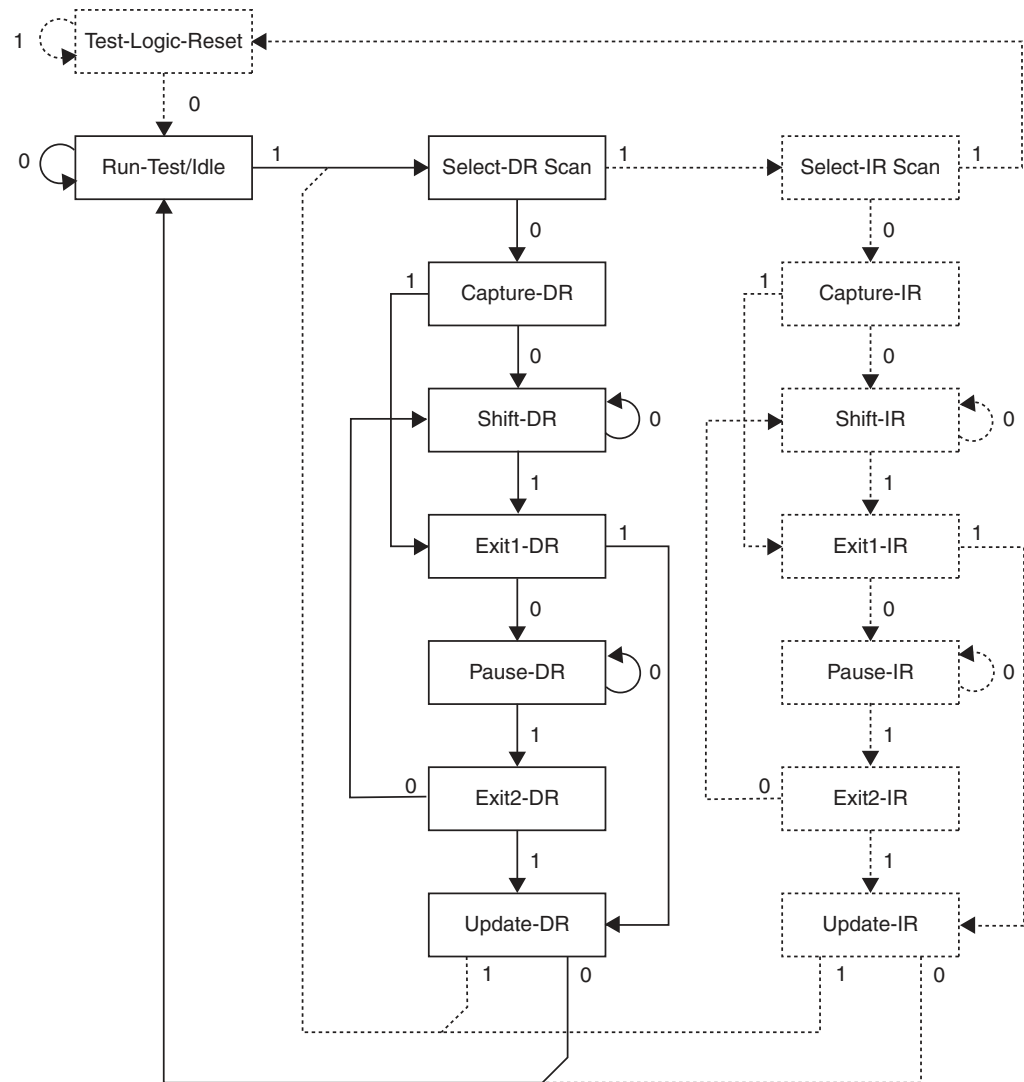 1
Test-Logic-Reset
0
0
Run-Test/Idle
1
Select-DR Scan
1
Select-IR Scan
1
0
0
1
Capture-DR
1
Capture-IR
0
0
Shift-DR
0
Shift-IR
0
1
1
Exit1-DR
1
Exit1-IR
1
0
0
Pause-DR
0
Pause-IR
0
1
1
0
Exit2-DR
0
Exit2-IR
1
1
Update-DR
Update-IR
1
0
1
0